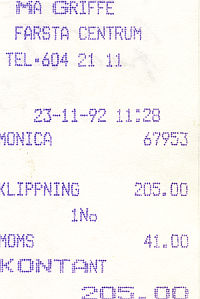 MA GRIFFE
FARSTA CENTRUM
TEL.604 21 11
23-11-92 11:28
MONICA 67953
KLIPPNING 205.00
1No
MOMS 41.00
KONTANT
205.00